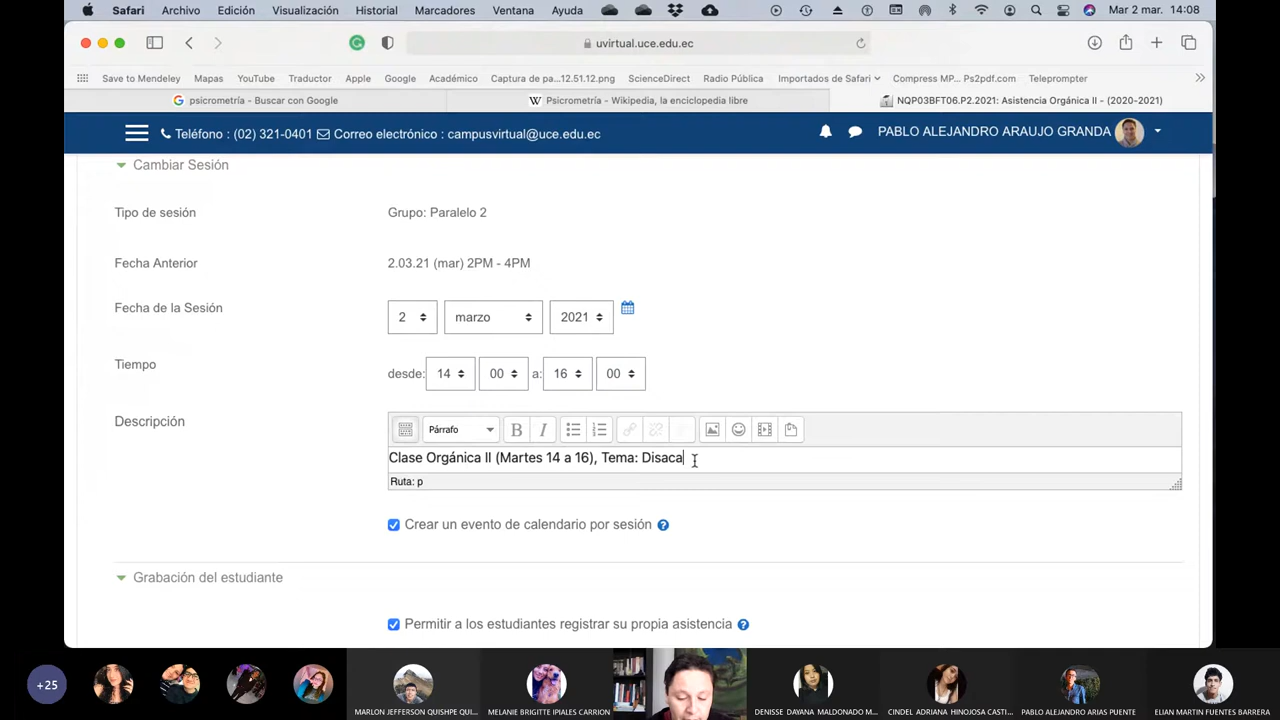 Safari Archivo Edición Visualización Historial Marcadores Ventana Ayuda Mar 2 mar. 14:08
uvirtual.uce.edu.ec
Save to Mendeley Mapas YouTube Traductor Apple Google Académico Captura de pa...12.51.12.png ScienceDirect Radio Pública Importados de Safari Compress MP... Ps2pdf.com Teleprompter
psicrometría - Buscar con Google W Psicrometría - Wikipedia, la enciclopedia libre NQP03BFT06.P2.2021: Asistencia Orgánica II - (2020-2021)
Teléfono : (02) 321-0401 Correo electrónico : campusvirtual@uce.edu.ec PABLO ALEJANDRO ARAUJO GRANDA
Cambiar Sesión
Tipo de sesión Grupo: Paralelo 2
Fecha Anterior 2.03.21 (mar) 2PM - 4PM
Fecha de la Sesión 2 marzo 2021
Tiempo desde: 14 00 a: 16 00
Descripción Párrafo B I
Clase Orgánica II (Martes 14 a 16), Tema: Disaca
Ruta: p
Crear un evento de calendario por sesión ?
Grabación del estudiante
Permitir a los estudiantes registrar su propia asistencia ?
+25
MARLON JEFFERSON QUISHPE QUI... MELANIE BRIGITTE IPIALES CARRION DENISSE DAYANA MALDONADO M... CINDEL ADRIANA HINOJOSA CASTI... PABLO ALEJANDRO ARIAS PUENTE ELIAN MARTIN FUENTES BARRERA